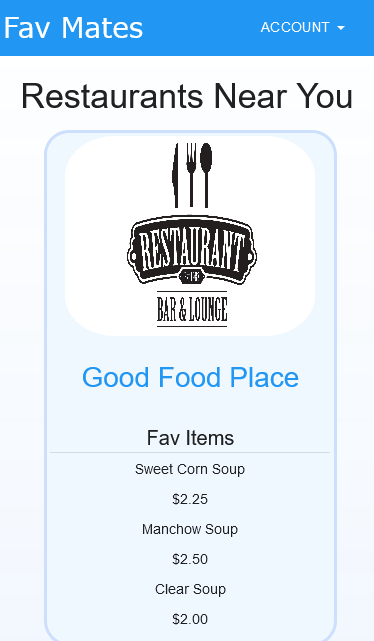 Fav Mates
ACCOUNT
Restaurants Near You
RESTAURANT
BAR & LOUNGE
Good Food Place
Fav Items
Sweet Corn Soup
$2.25
Manchow Soup
$2.50
Clear Soup
$2.00